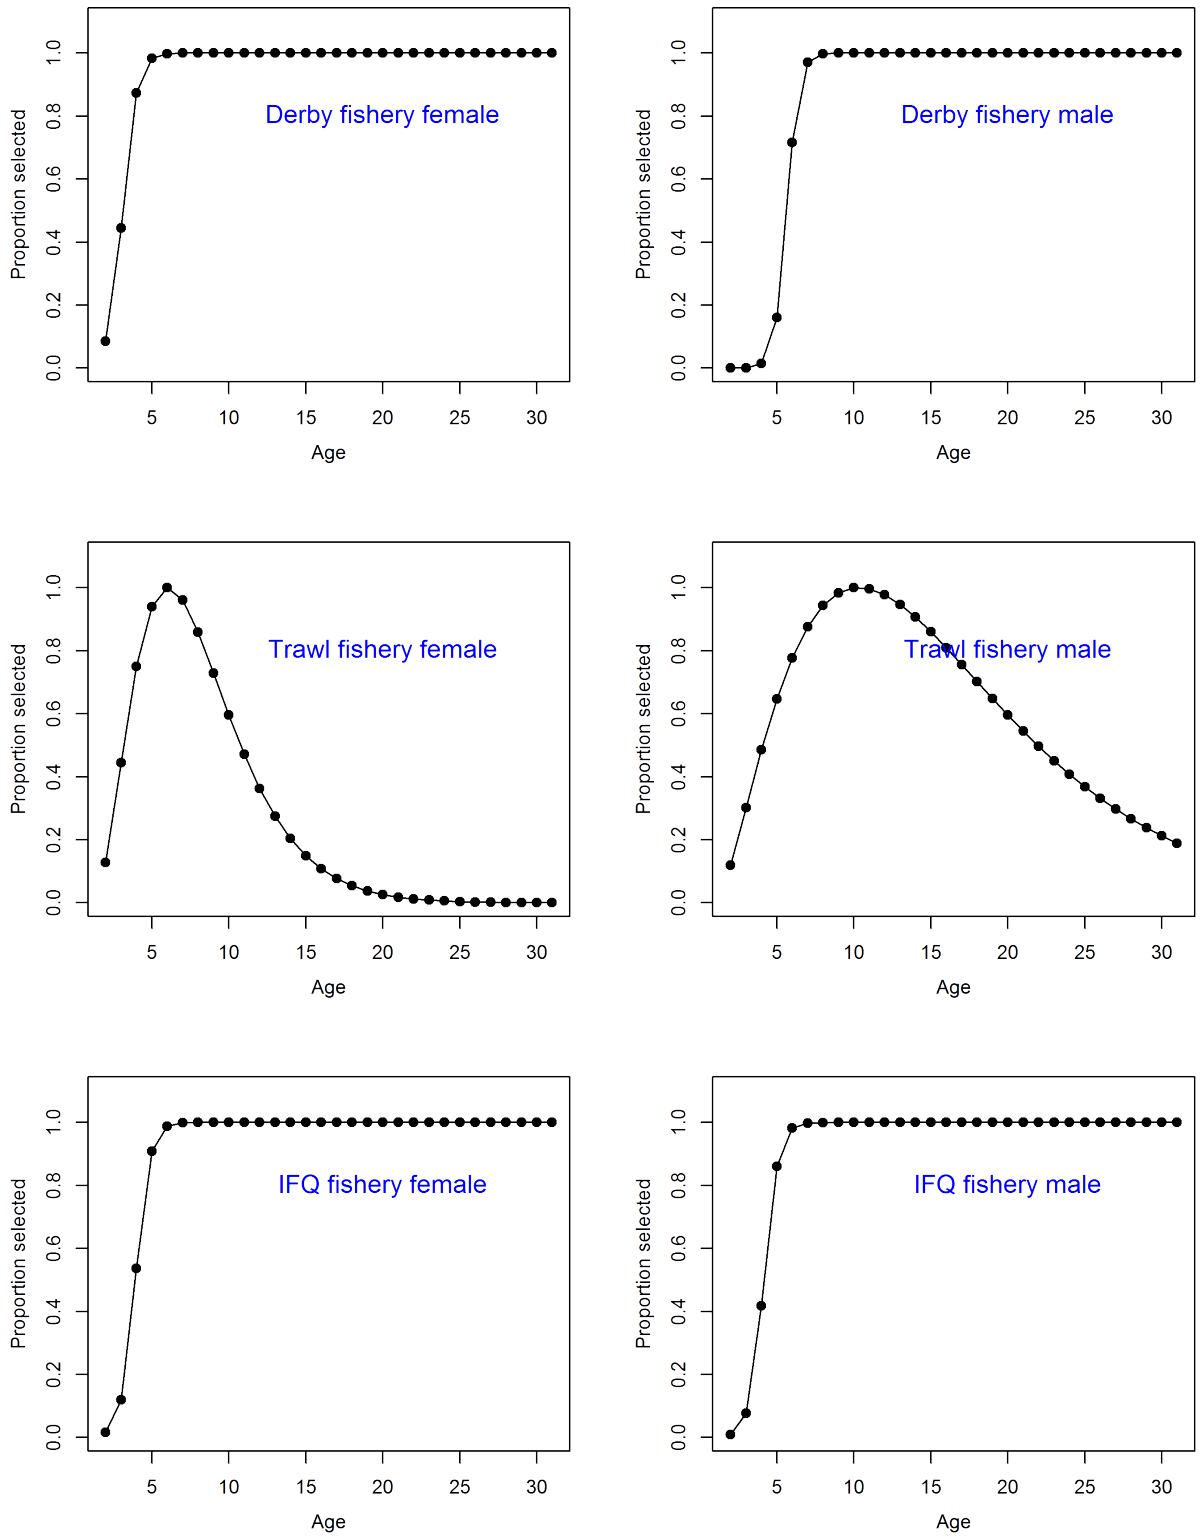 1.0
0.8
0.6
0.4
0.2
0.0
Proportion selected
Derby fishery female
5 10 15 20 25 30
Age
1.0
0.8
0.6
0.4
0.2
0.0
Proportion selected
Derby fishery male
5 10 15 20 25 30
Age
1.0
0.8
0.6
0.4
0.2
0.0
Proportion selected
Trawl fishery female
5 10 15 20 25 30
Age
1.0
0.8
0.6
0.4
0.2
0.0
Proportion selected
Trawl fishery male
5 10 15 20 25 30
Age
1.0
0.8
0.6
0.4
0.2
0.0
Proportion selected
IFQ fishery female
5 10 15 20 25 30
Age
1.0
0.8
0.6
0.4
0.2
0.0
Proportion selected
IFQ fishery male
5 10 15 20 25 30
Age